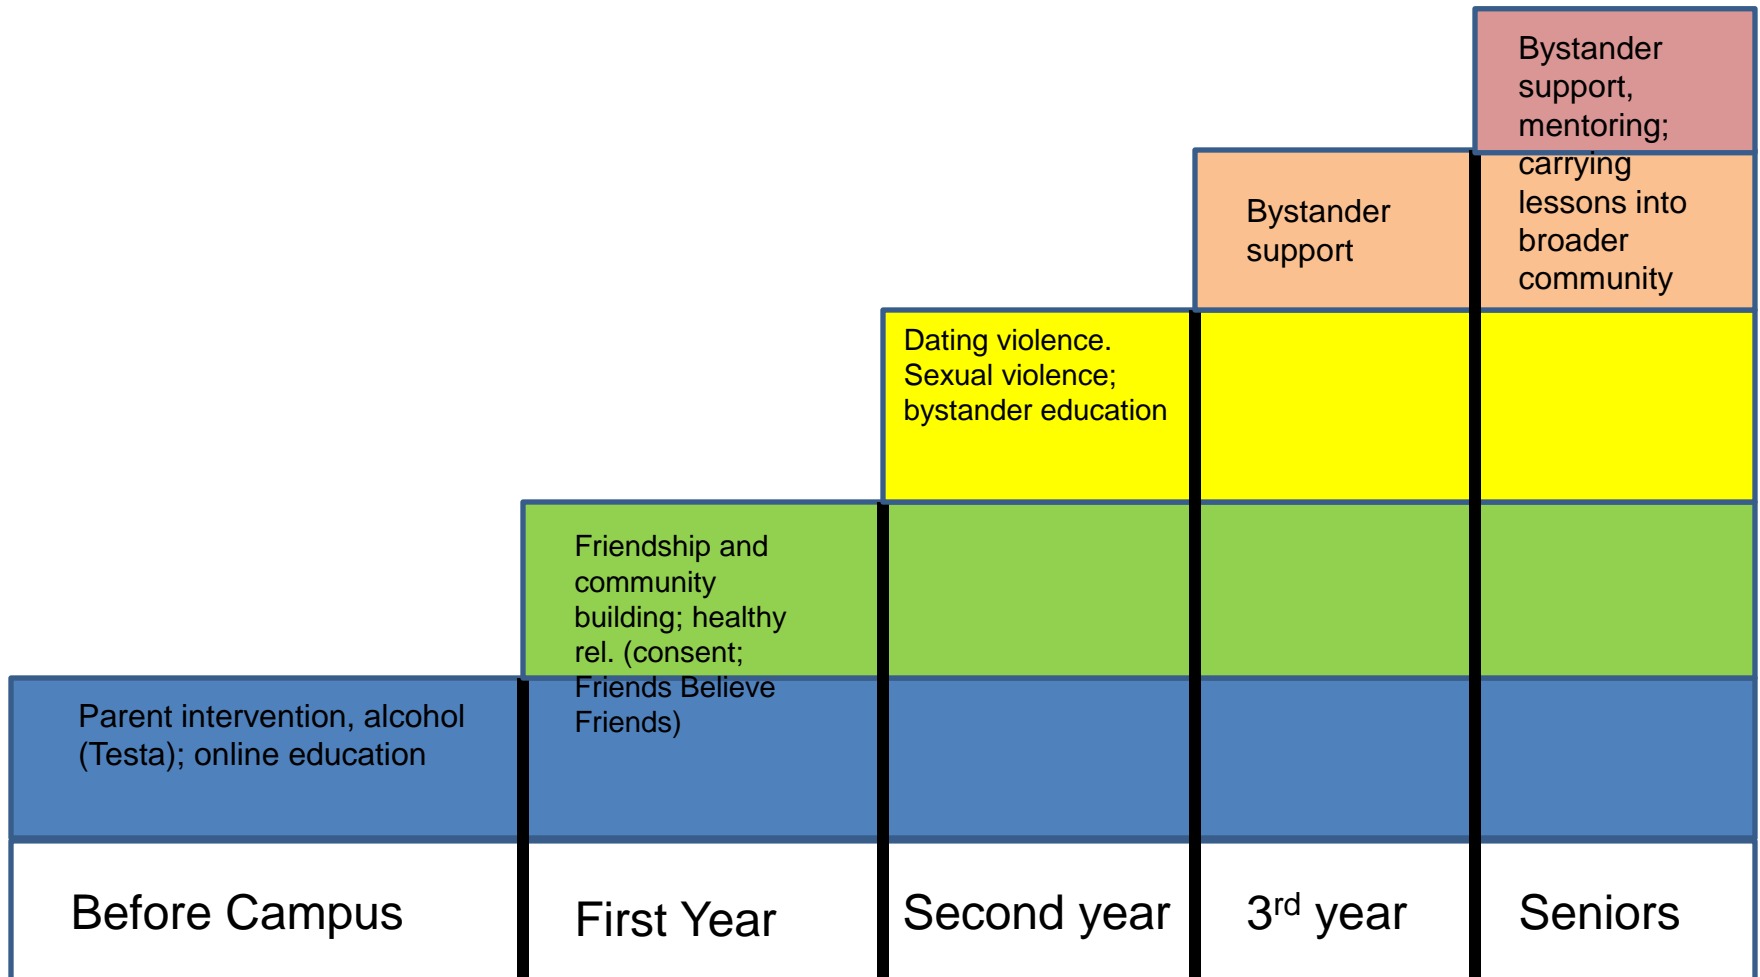 Bystander
support,
mentoring;
carrying
lessons into
broader
community
Bystander
support
Dating violence.
Sexual violence;
bystander education
Friendship and
community
building; healthy
rel. (consent;
Friends Believe
Friends)
Parent intervention, alcohol
(Testa); online education
Before Campus
First Year
Second year
3rd year
Seniors